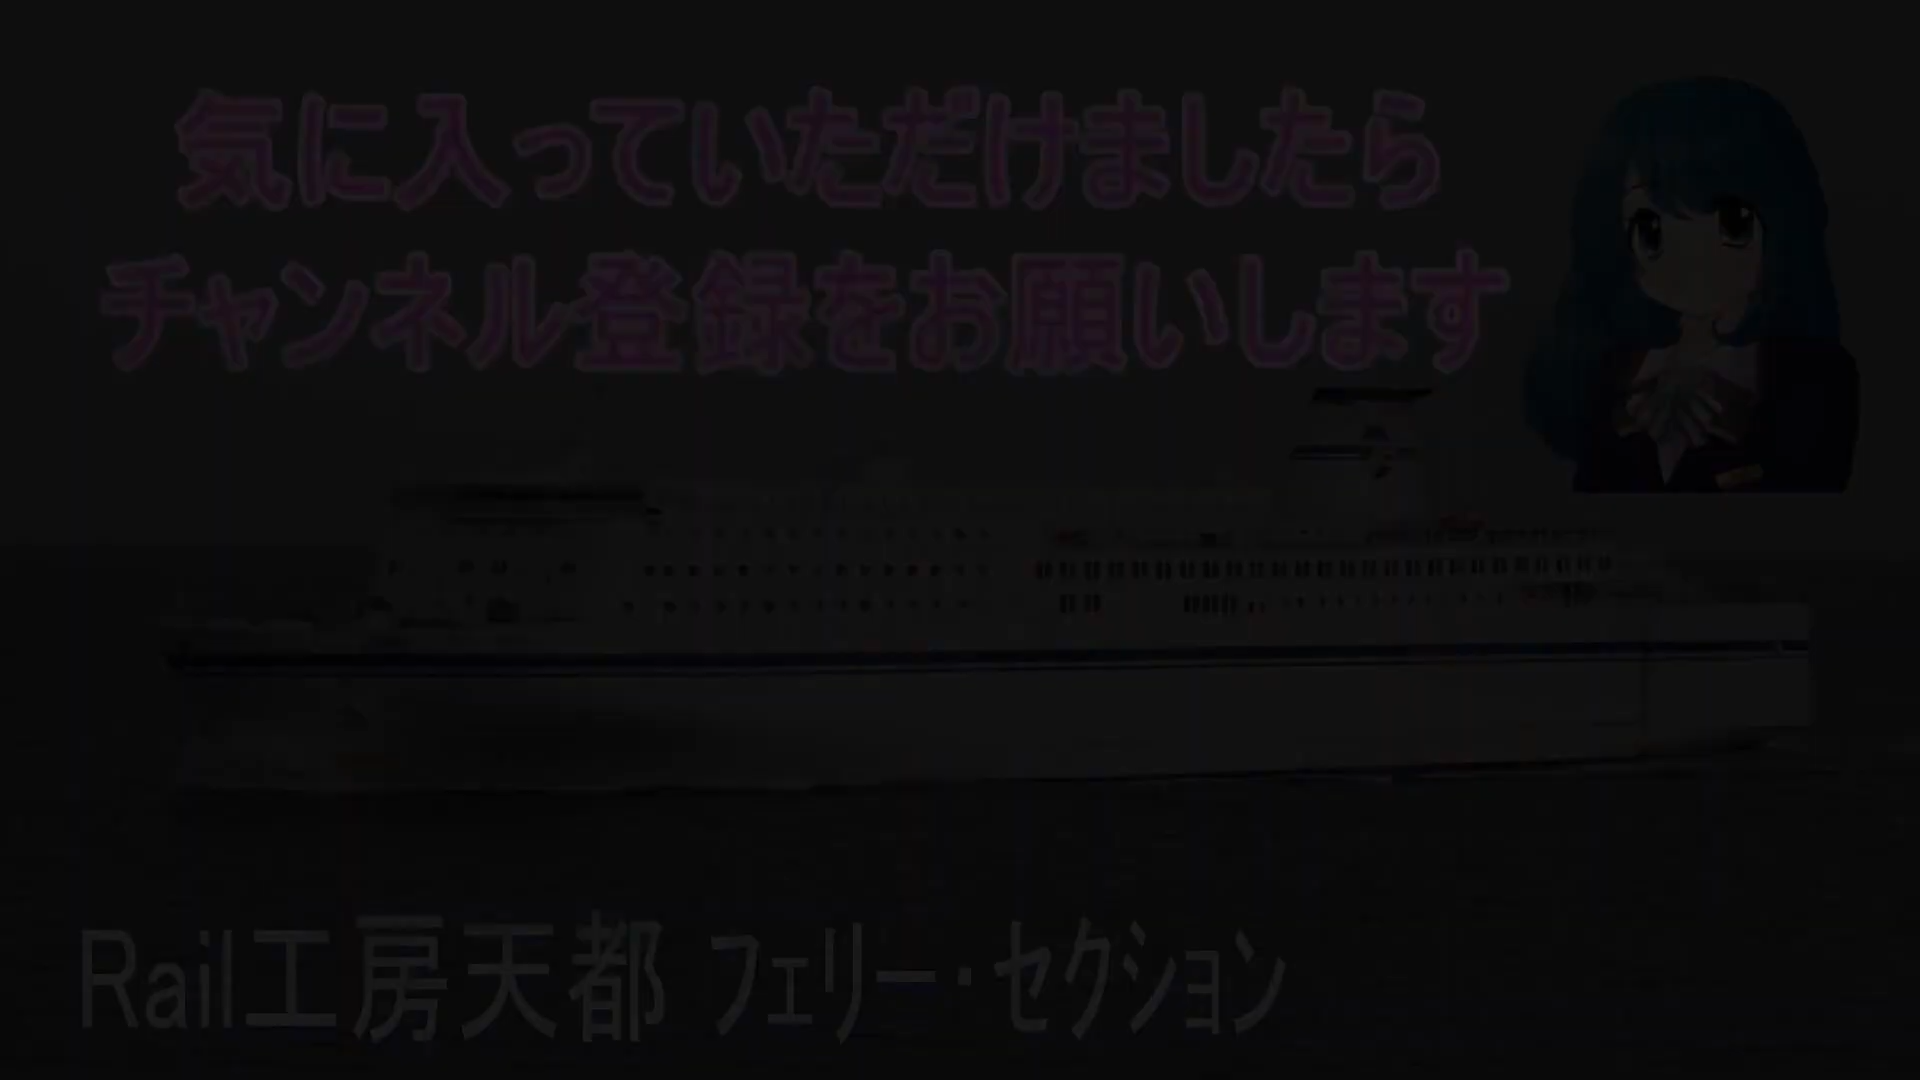 気に入っていただけましたら
チャンネル登録をお願いします
Rail工房天都 フェリー・セクション